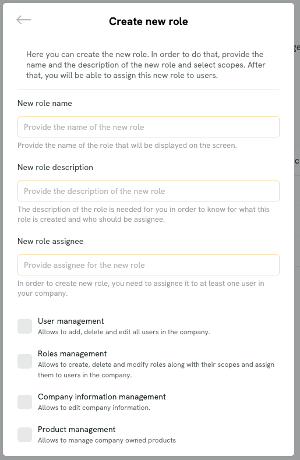 Create new role
Here you can create the new role. In order to do that, provide the
name and the description of the new role and select scopes. After
that, you will be able to assign this new role to users.
New role name
Provide the name of the new role
Provide the name of the role that will be displayed on the screen.
New role description
Provide the description of the new role
The description of the role is needed for you in order to know for what this
role is created and who should be assignee.
New role assignee
Provide assignee for the new role
In order to create new role, you need to assignee it to at least one user in
your company.
User management
Allows to add, delete and edit all users in the company.
Roles management
Allows to create, delete and modify roles along with their scopes and assign
them to users in the company.
Company information management
Allows to edit company information.
Product management
Allows to manage company owned products